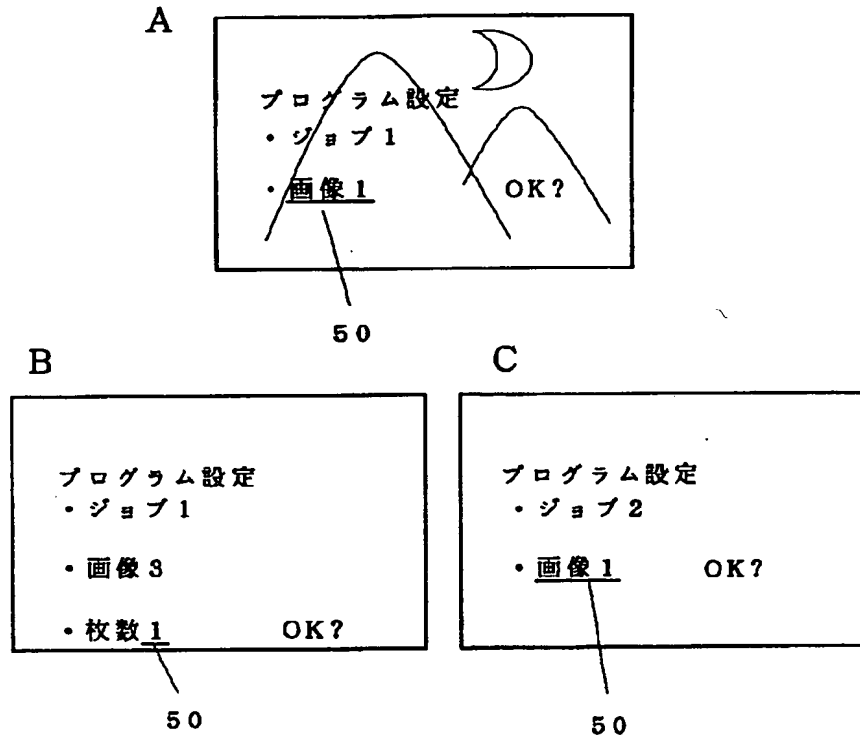 A
プログラム設定
・ジョブ1
・画像1 OK?
50
B
プログラム設定
・ジョブ1
・画像3
・枚数1 OK?
50
C
プログラム設定
・ジョブ2
・画像1 OK?
50